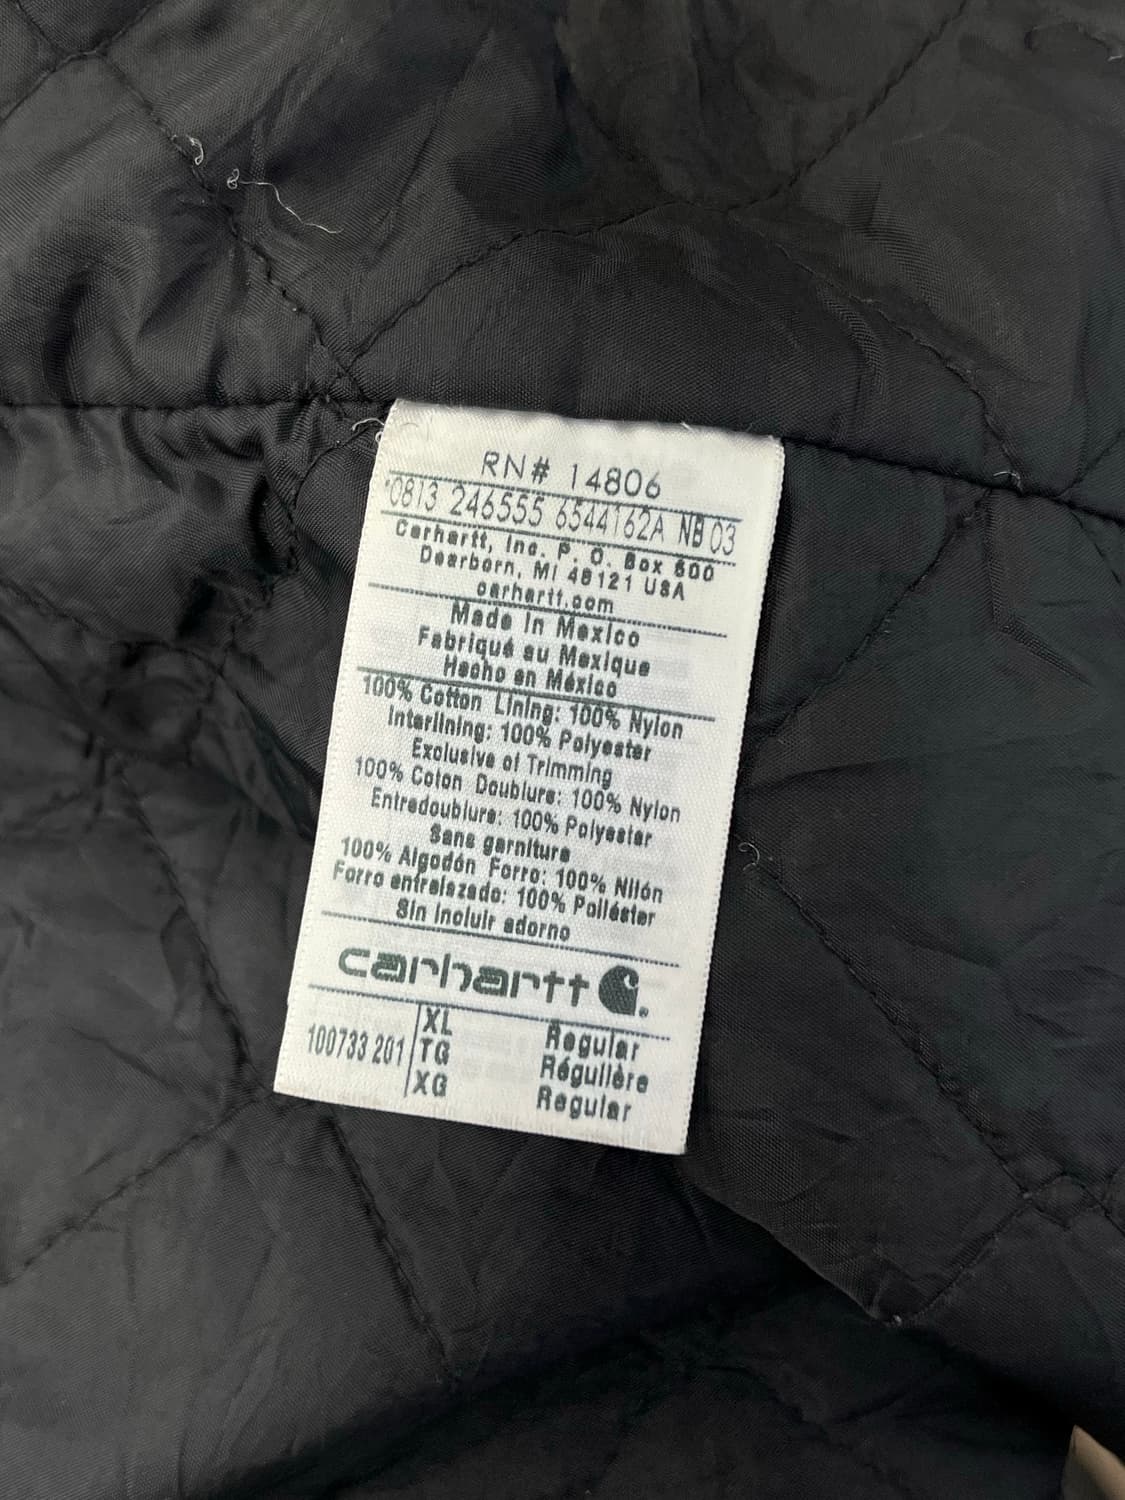 RN# 14806
0813 246555 6544162A NB 03
Carhartt, Inc. P. O. Box 600
Dearborn, MI 48121 USA
carhartt.com
Made In Mexico
Fabriqué au Mexique
Hecho en México
100% Cotton Lining: 100% Nylon
Interlining: 100% Polyester
Exclusive of Trimming
100% Coton Doublure: 100% Nylon
Entredoublure: 100% Polyester
Sans garniture
100% Algodón Forro: 100% Nilón
Forro entrelazado: 100% Poliéster
Sin incluir adorno
carhartt
100733 201 XL Regular
TG Régulière
XG Regular